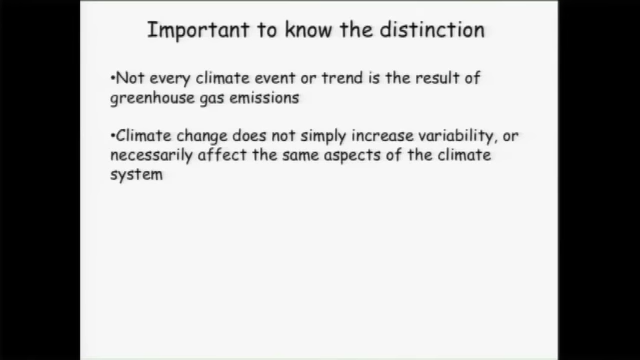 Important to know the distinction
•Not every climate event or trend is the result of
greenhouse gas emissions
•Climate change does not simply increase variability, or
necessarily affect the same aspects of the climate
system